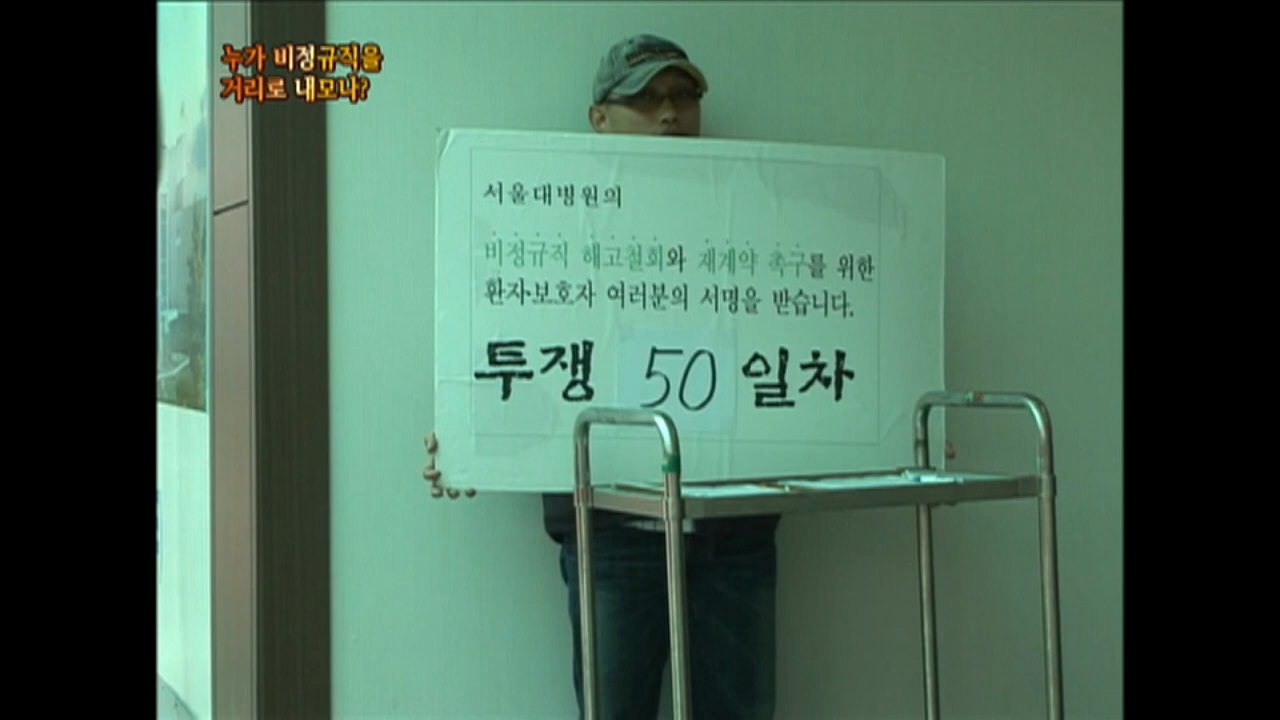 누가 비정규직을
거리로 내모나?
서울대병원의
비정규직 해고철회와 재계약 촉구를 위한
환자·보호자 여러분의 서명을 받습니다.
투쟁 50 일차